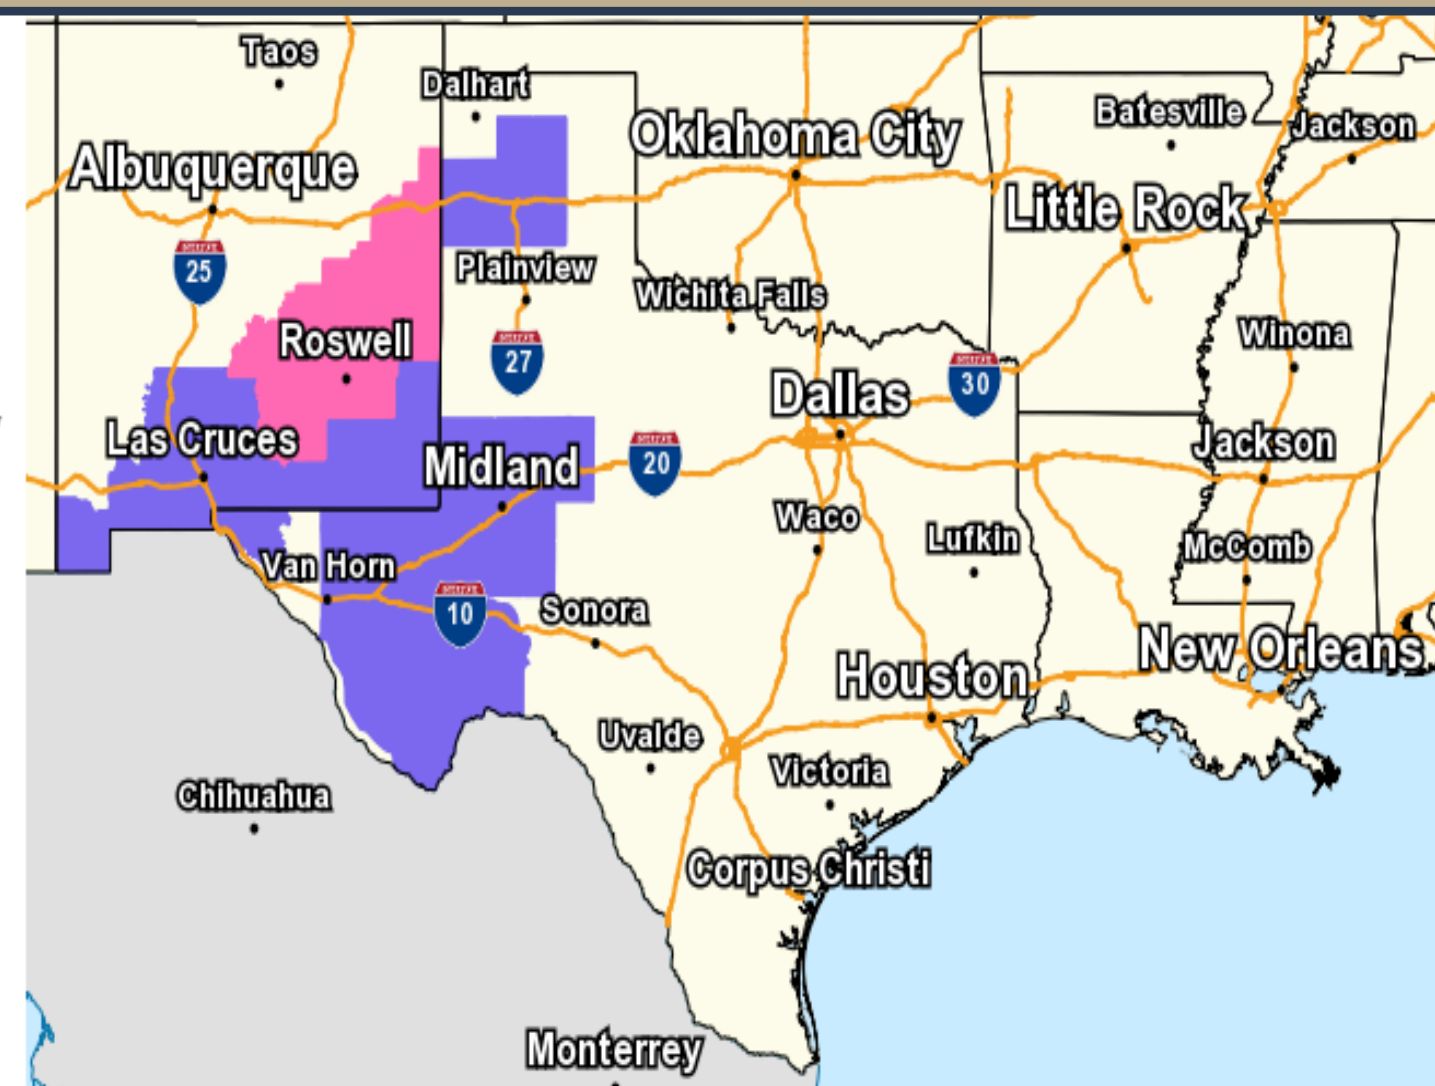 Taos
Dalhart
Oklahoma City
Batesville
Jackson
Albuquerque
Little Rock
25
Plainview
Wichita Falls
Roswell
27
Winona
30
Dallas
Las Cruces
Midland
20
Jackson
Waco
Lufkin
McComb
Van Horn
10
Sonora
New Orleans
Houston
Uvalde
Victoria
Chihuahua
Corpus Christi
Monterrey